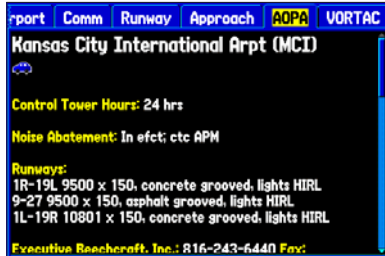 rport Comm Runway Approach AOPA VORTAC
Kansas City International Arpt (MCI)
Control Tower Hours: 24 hrs
Noise Abatement: In efct; ctc APM
Runways:
1R-19L 9500 x 150, concrete grooved, lights HIRL
9-27 9500 x 150, asphalt grooved, lights HIRL
1L-19R 10801 x 150, concrete grooved, lights HIRL
Executive Beechcraft, Inc.: 816-243-6440 Fax: